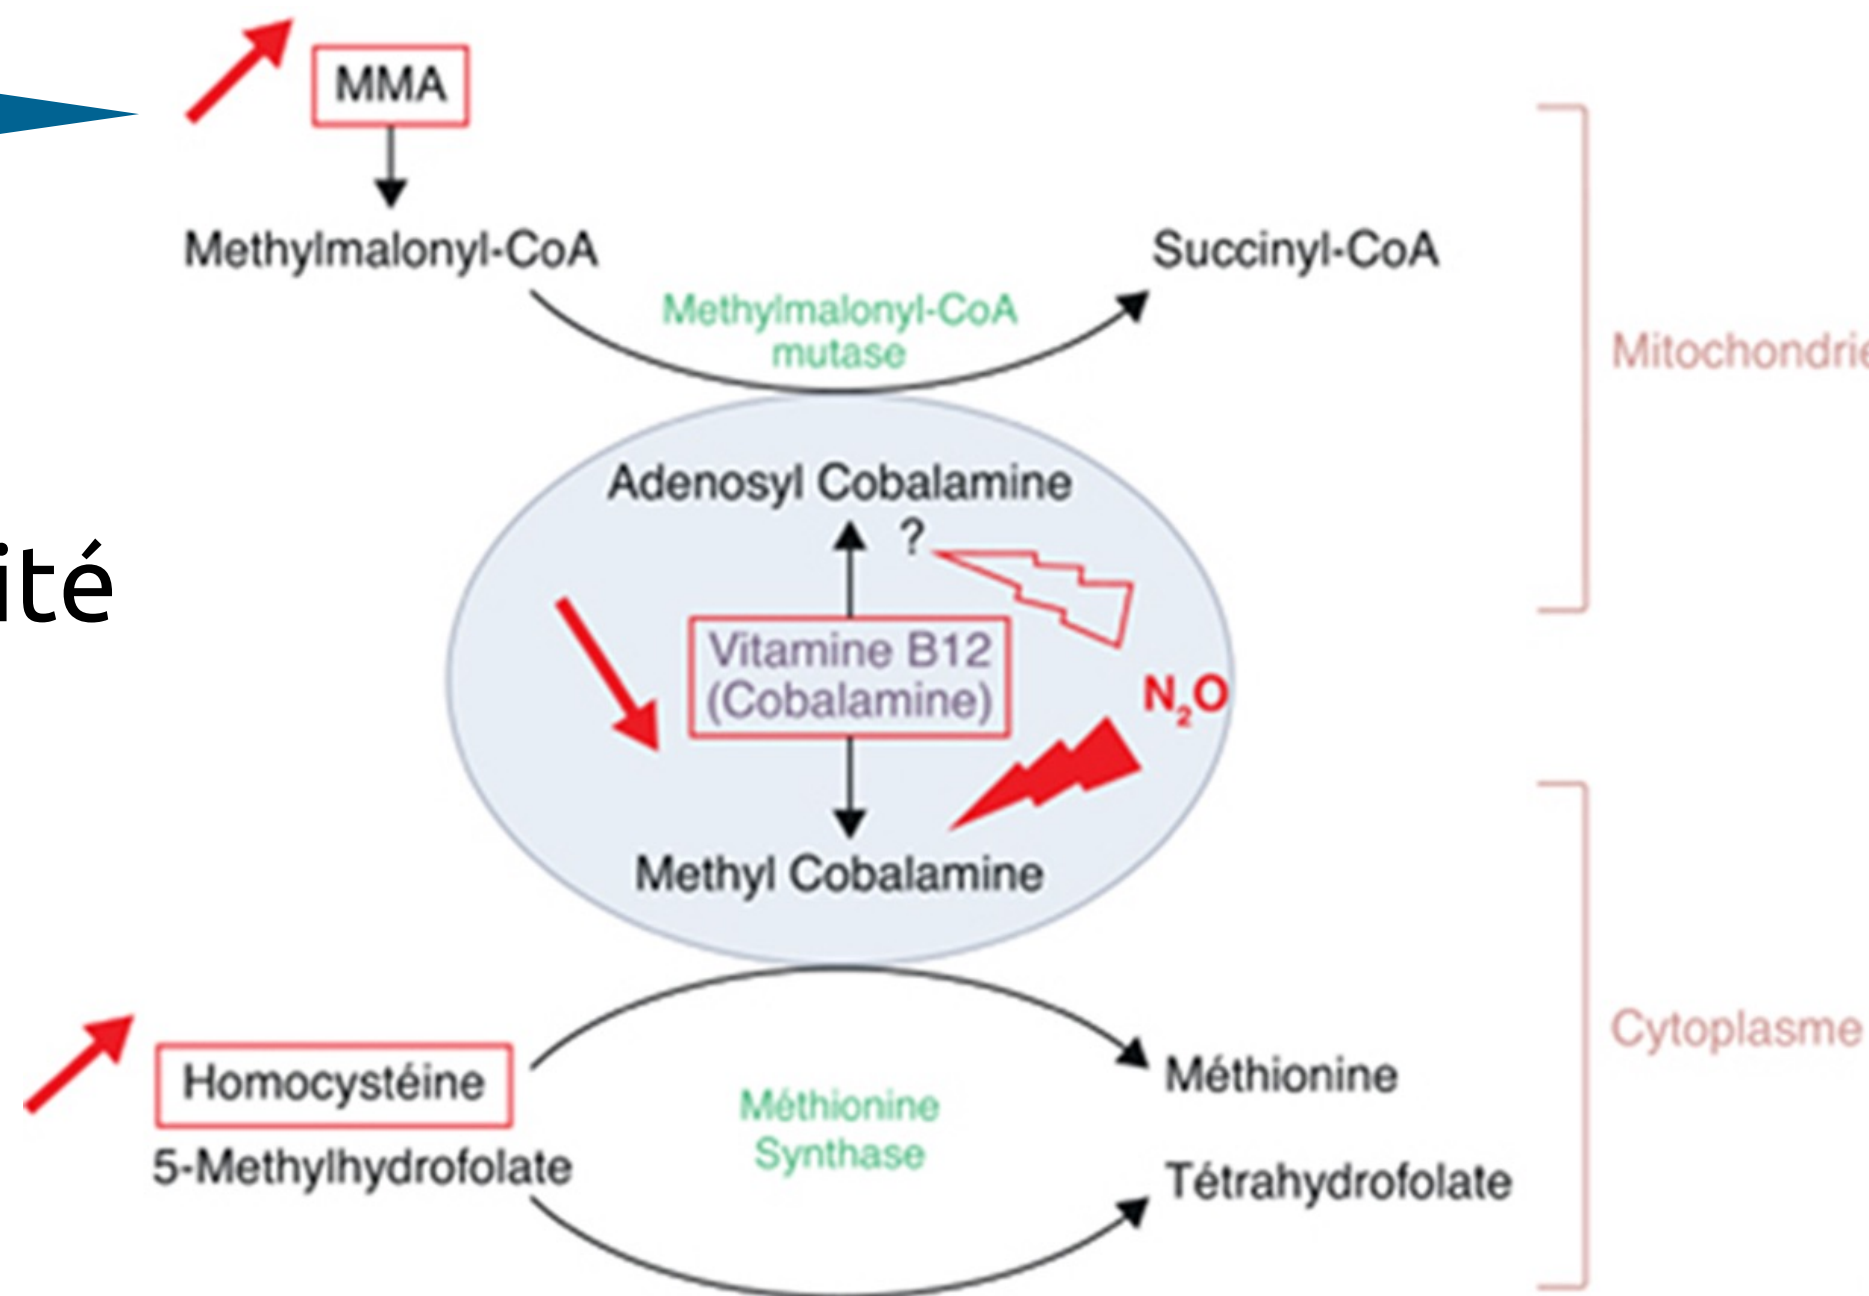 MMA
Methylmalonyl-CoA
Succinyl-CoA
Methylmalonyl-CoA
mutase
Mitochondrie
Adenosyl Cobalamine
?
ité
Vitamine B12
(Cobalamine)
N₂O
Methyl Cobalamine
Cytoplasme
Homocystéine
Méthionine
Méthionine
Synthase
5-Methylhydrofolate
Tétrahydrofolate